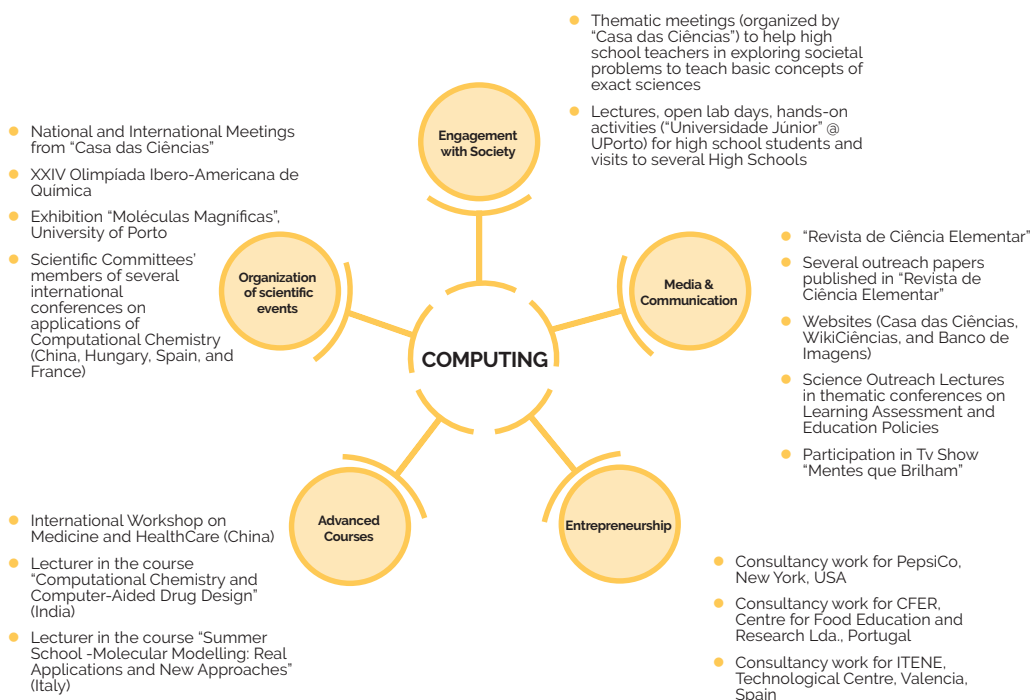 Thematic meetings (organized by
“Casa das Ciências”) to help high
school teachers in exploring societal
problems to teach basic concepts of
exact sciences
Lectures, open lab days, hands-on
activities (“Universidade Júnior” @
UPorto) for high school students and
visits to several High Schools
Engagement
with Society
National and International Meetings
from “Casa das Ciências”
XXIV Olimpíada Ibero-Americana de
Química
Exhibition “Moléculas Magníficas”,
University of Porto
Scientific Committees’
members of several
international
conferences on
applications of
Computational Chemistry
(China, Hungary, Spain, and
France)
Organization
of scientific
events
Media &
Communication
“Revista de Ciência Elementar”
Several outreach papers
published in “Revista de
Ciência Elementar”
Websites (Casa das Ciências,
WikiCiências, and Banco de
Imagens)
Science Outreach Lectures
in thematic conferences on
Learning Assessment and
Education Policies
Participation in Tv Show
“Mentes que Brilham”
COMPUTING
Advanced
Courses
International Workshop on
Medicine and HealthCare (China)
Lecturer in the course
“Computational Chemistry and
Computer-Aided Drug Design”
(India)
Lecturer in the course “Summer
School -Molecular Modelling: Real
Applications and New Approaches”
(Italy)
Entrepreneurship
Consultancy work for PepsiCo,
New York, USA
Consultancy work for CFER,
Centre for Food Education and
Research Lda., Portugal
Consultancy work for ITENE,
Technological Centre, Valencia,
Spain